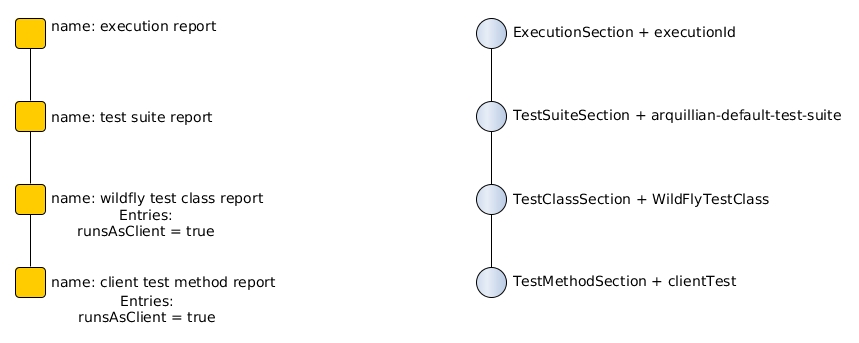 name: execution report
name: test suite report
name: wildfly test class report
Entries:
runsAsClient = true
name: client test method report
Entries:
runsAsClient = true
ExecutionSection + executionId
TestSuiteSection + arquillian-default-test-suite
TestClassSection + WildFlyTestClass
TestMethodSection + clientTest